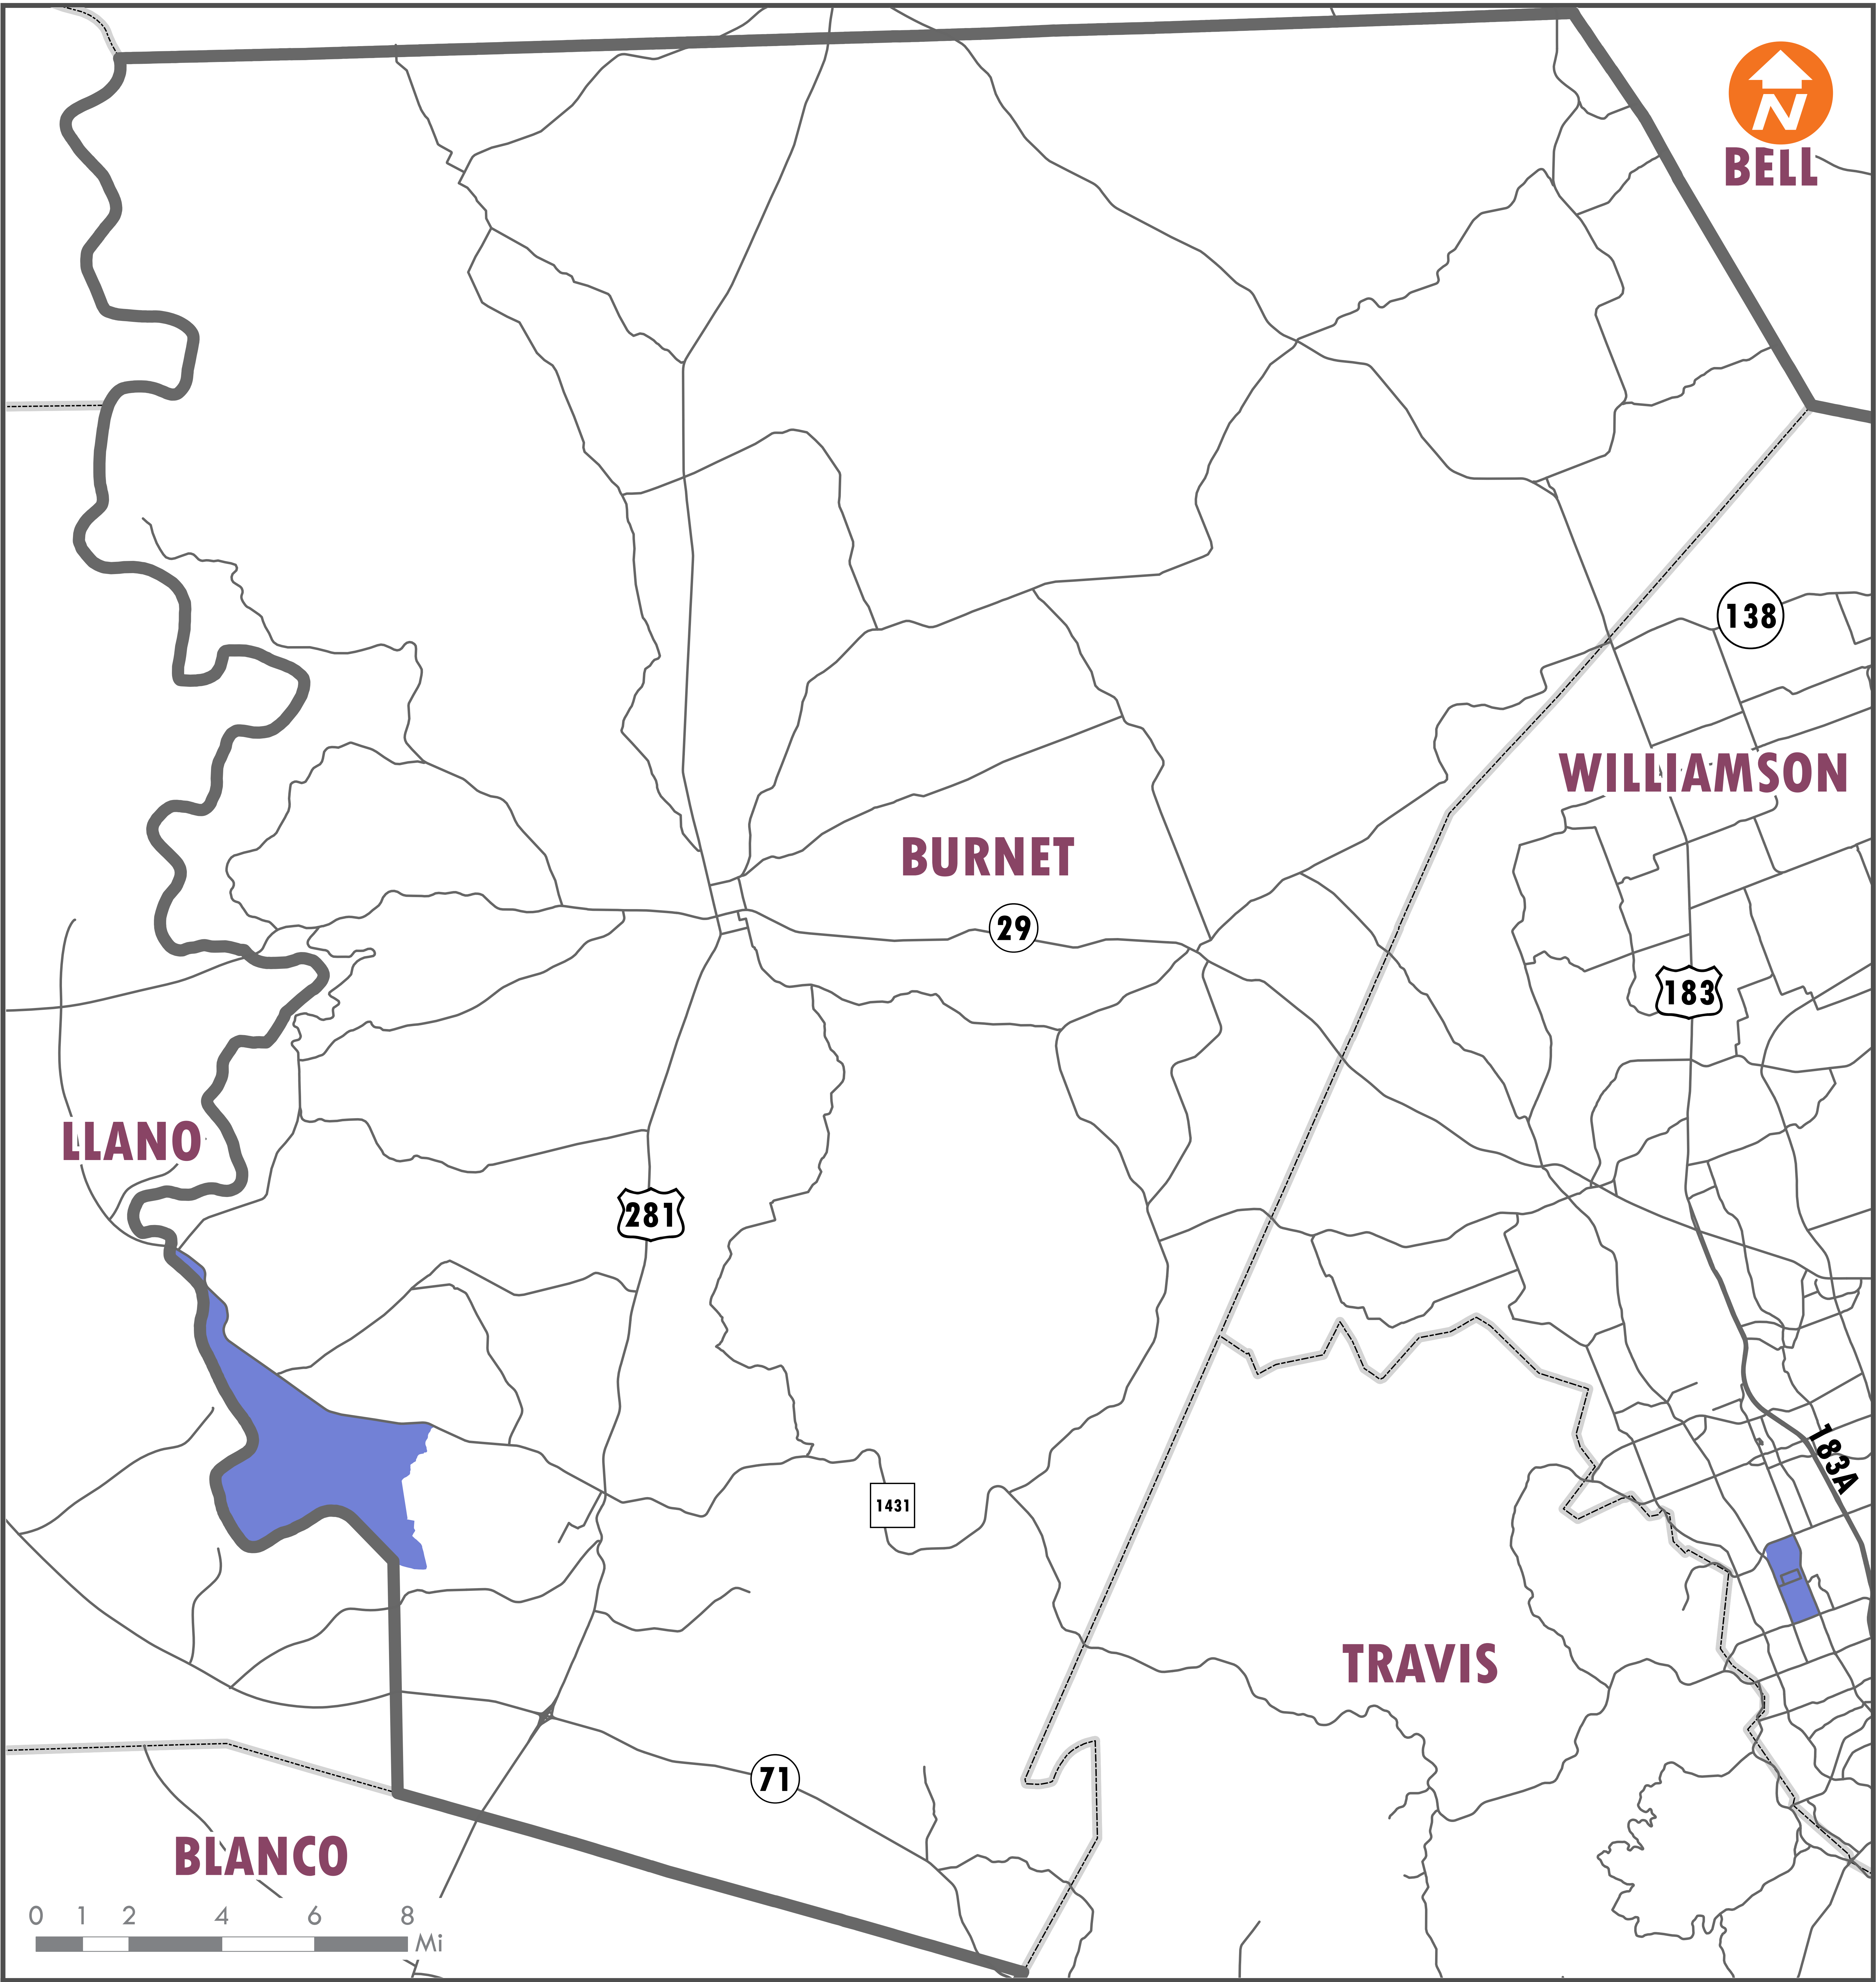 N
BELL
138
WILLIAMSON
BURNET
29
183
LLANO
281
183A
1431
TRAVIS
71
BLANCO
0 1 2 4 6 8
Mi